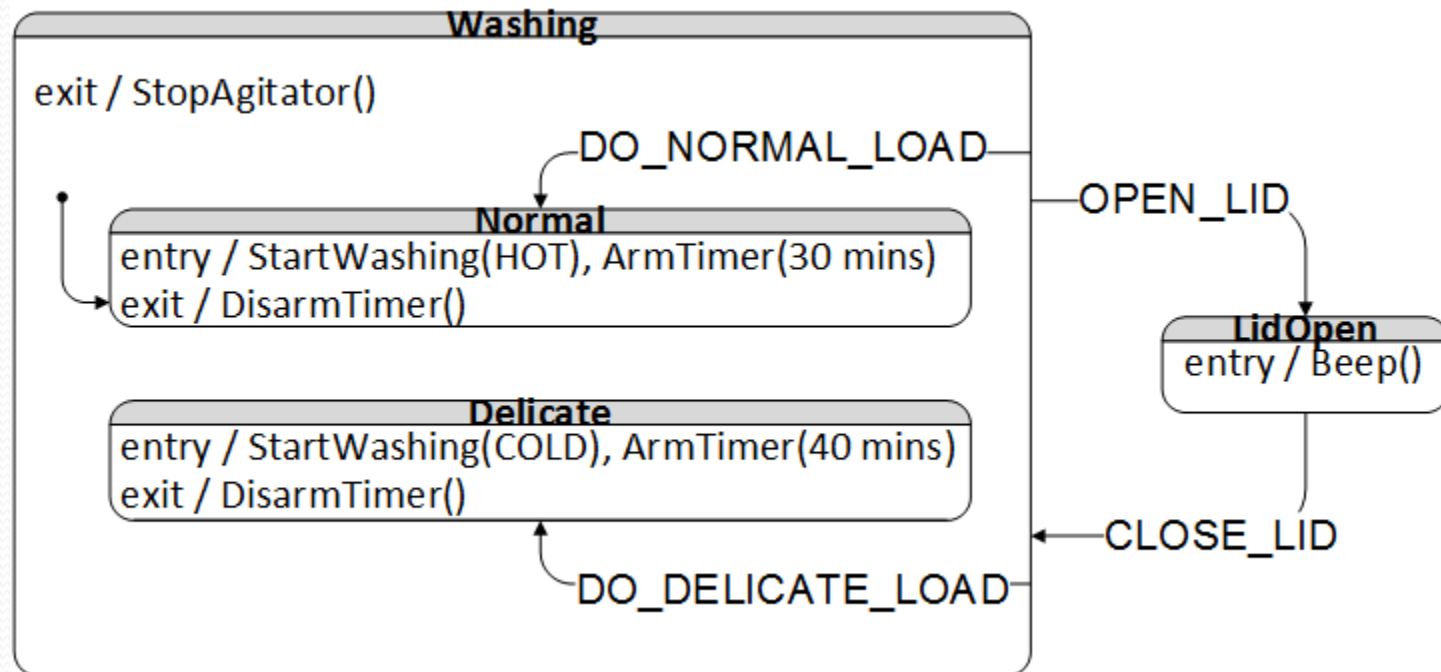 Washing
exit / StopAgitator()
DO_NORMAL_LOAD
OPEN_LID
Normal
entry / StartWashing(HOT), ArmTimer(30 mins)
exit / DisarmTimer()
LidOpen
entry / Beep()
Delicate
entry / StartWashing(COLD), ArmTimer(40 mins)
exit / DisarmTimer()
CLOSE_LID
DO_DELICATE_LOAD